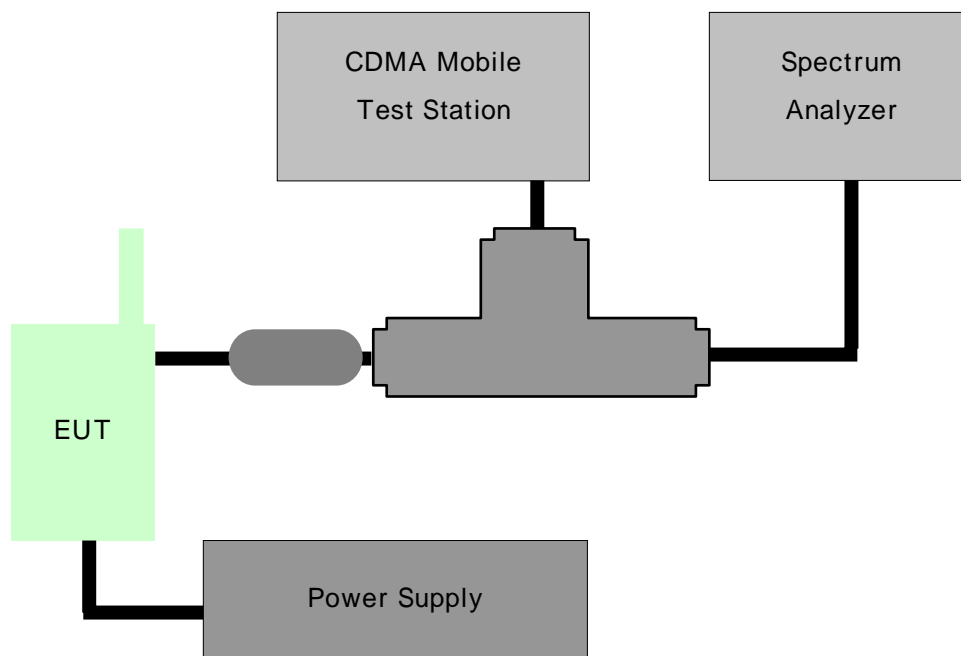 CDMA Mobile
Test Station
Spectrum
Analyzer
EUT
Power Supply